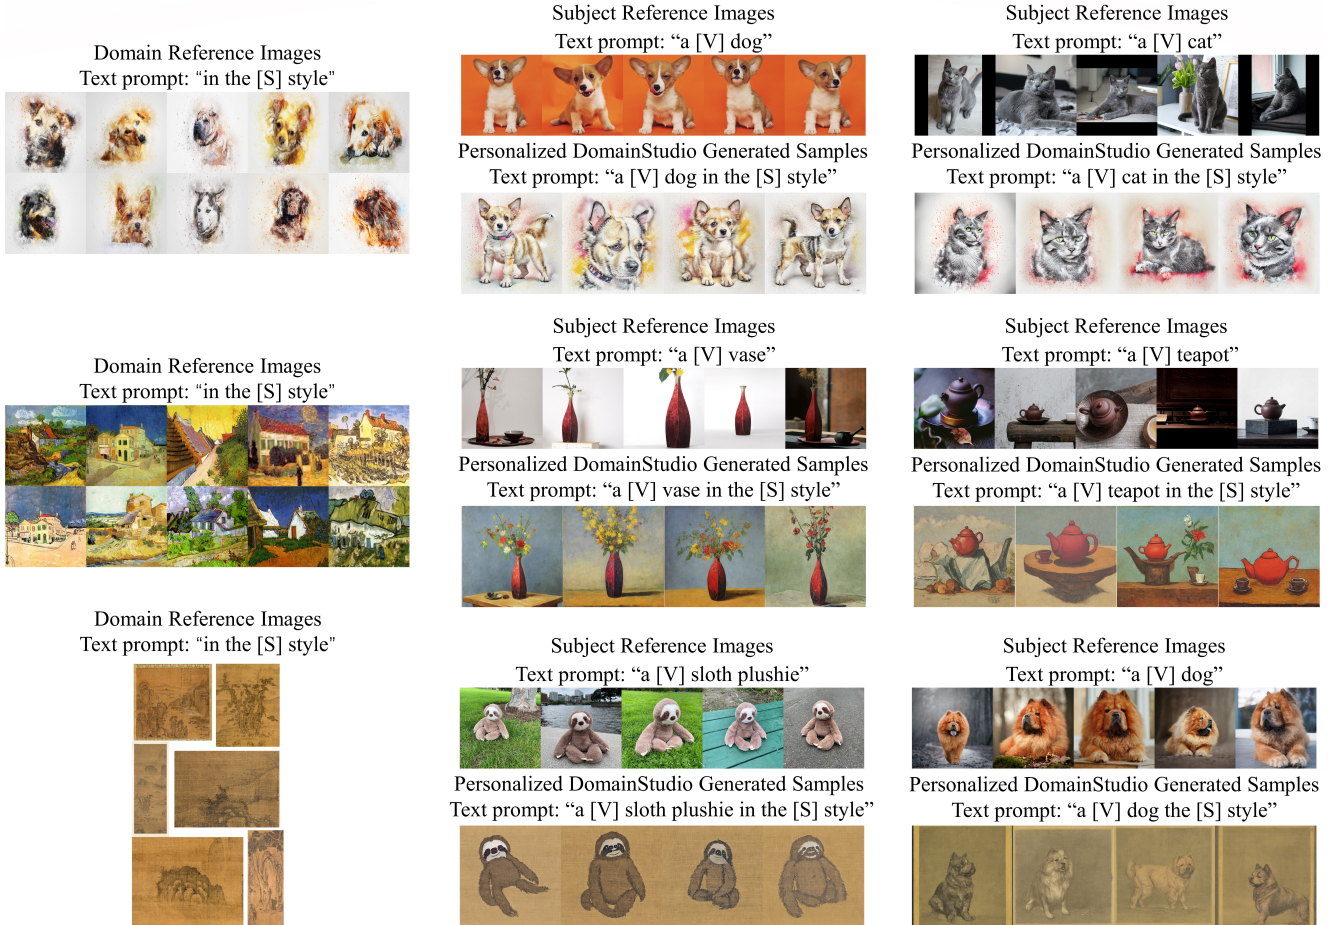 Domain Reference Images
Text prompt: “in the [S] style”
Subject Reference Images
Text prompt: “a [V] dog”
Personalized DomainStudio Generated Samples
Text prompt: “a [V] dog in the [S] style”
Subject Reference Images
Text prompt: “a [V] cat”
Personalized DomainStudio Generated Samples
Text prompt: “a [V] cat in the [S] style”
Domain Reference Images
Text prompt: “in the [S] style”
Subject Reference Images
Text prompt: “a [V] vase”
Personalized DomainStudio Generated Samples
Text prompt: “a [V] vase in the [S] style”
Subject Reference Images
Text prompt: “a [V] teapot”
Personalized DomainStudio Generated Samples
Text prompt: “a [V] teapot in the [S] style”
Domain Reference Images
Text prompt: “in the [S] style”
Subject Reference Images
Text prompt: “a [V] sloth plushie”
Personalized DomainStudio Generated Samples
Text prompt: “a [V] sloth plushie in the [S] style”
Subject Reference Images
Text prompt: “a [V] dog”
Personalized DomainStudio Generated Samples
Text prompt: “a [V] dog the [S] style”